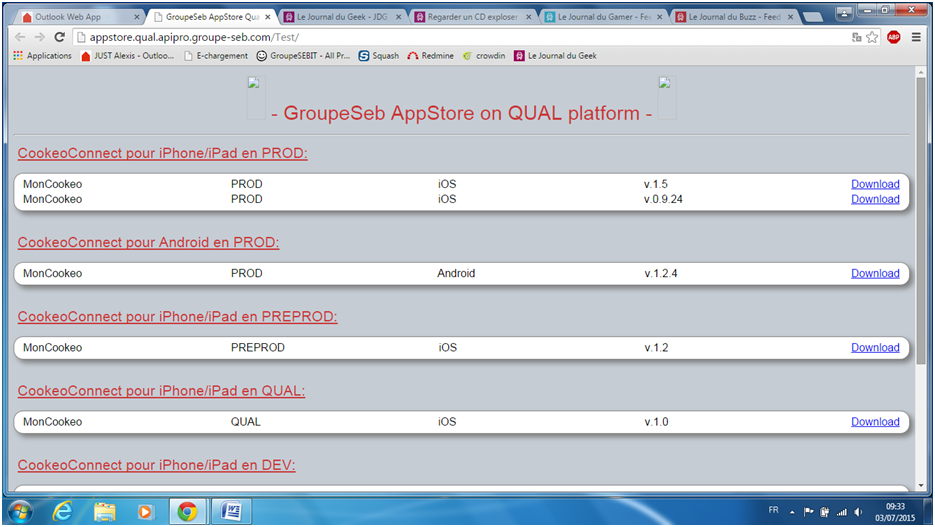 Outlook Web App
GroupeSeb AppStore Qua
Le Journal du Geek - JDG
Regarder un CD exploser
Le Journal du Gamer - Fee
Le Journal du Buzz - Feed
appstore.qual.apipro.groupe-seb.com/Test/
ABP
Applications
JUST Alexis - Outloo...
E-chargement
GroupeSEBIT - All Pr...
Squash
Redmine
crowdin
Le Journal du Geek
- GroupeSeb AppStore on QUAL platform -
CookeoConnect pour iPhone/iPad en PROD:
MonCookeo PROD iOS v.1.5 Download
MonCookeo PROD iOS v.0.9.24 Download
CookeoConnect pour Android en PROD:
MonCookeo PROD Android v.1.2.4 Download
CookeoConnect pour iPhone/iPad en PREPROD:
MonCookeo PREPROD iOS v.1.2 Download
CookeoConnect pour iPhone/iPad en QUAL:
MonCookeo QUAL iOS v.1.0 Download
CookeoConnect pour iPhone/iPad en DEV:
FR
09:33
03/07/2015